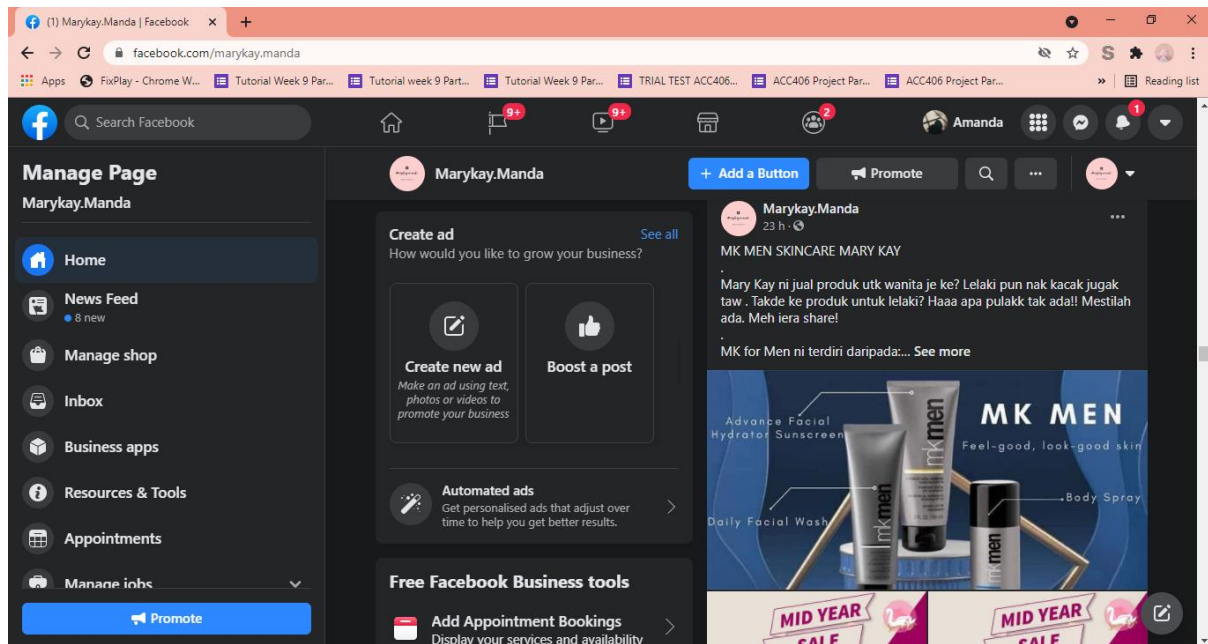 (1) Marykay.Manda | Facebook
facebook.com/marykay.manda
Apps
FixPlay - Chrome W...
Tutorial Week 9 Par...
Tutorial week 9 Part...
Tutorial Week 9 Par...
TRIAL TEST ACC406...
ACC406 Project Par...
ACC406 Project Par...
»
Reading list
Search Facebook
9+
9+
2
Amanda
1
Manage Page
Marykay.Manda
Home
News Feed
8 new
Manage shop
Inbox
Business apps
Resources & Tools
Appointments
Manage jobs
Promote
Marykay.Manda
+ Add a Button
Promote
Create ad
See all
How would you like to grow your business?
Create new ad
Make an ad using text,
photos or videos to
promote your business
Boost a post
Automated ads
Get personalised ads that adjust over
time to help you get better results.
Free Facebook Business tools
Add Appointment Bookings
Display your services and availability
Marykay.Manda
23 h ·
MK MEN SKINCARE MARY KAY
.
Mary Kay ni jual produk utk wanita je ke? Lelaki pun nak kacak jugak
taw . Takde ke produk untuk lelaki? Haaa apa pulakk tak ada!! Mestilah
ada. Meh iera share!
.
MK for Men ni terdiri daripada:... See more
Advance Facial
Hydrator Sunscreen
MK MEN
Feel-good, look-good skin
Body Spray
Daily Facial Wash
mkmen
mkmen
mkmen
MID YEAR
SALE
MID YEAR
SALE